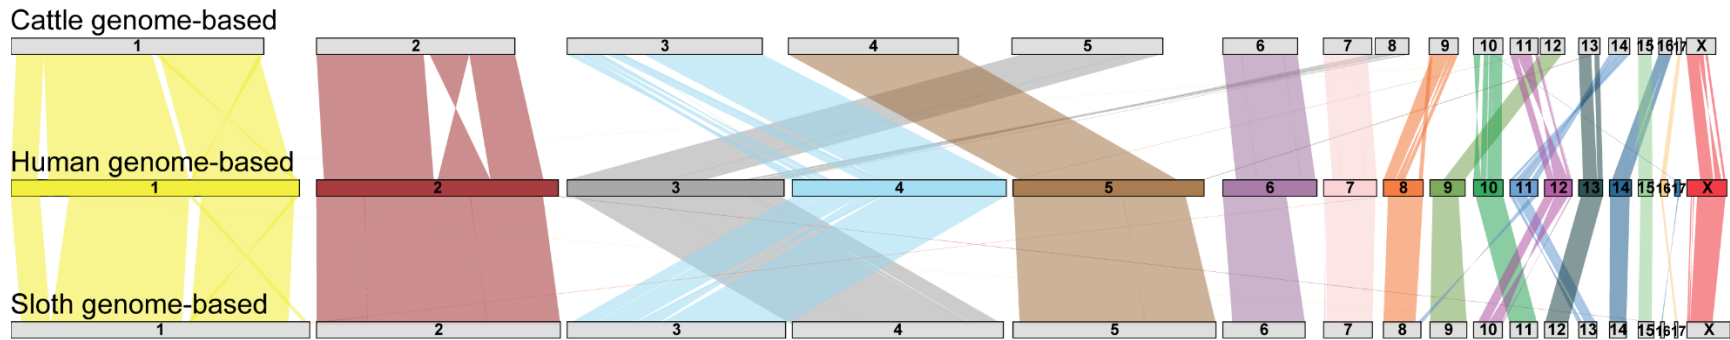 Cattle genome-based
1 2 3 4 5 6 7 8 9 10 11 12 13 14 15 16 17 X
Human genome-based
1 2 3 4 5 6 7 8 9 10 11 12 13 14 15 16 17 X
Sloth genome-based
1 2 3 4 5 6 7 8 9 10 11 12 13 14 15 16 17 X